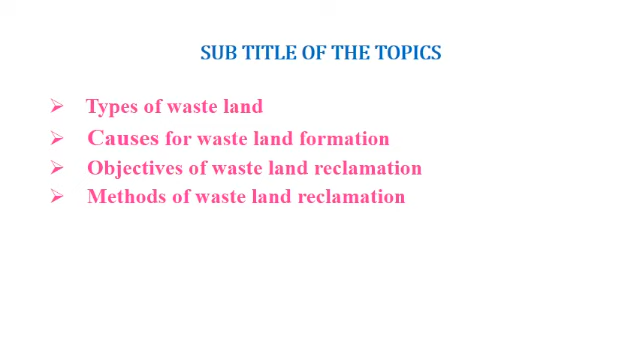 SUB TITLE OF THE TOPICS
➢ Types of waste land
➢ Causes for waste land formation
➢ Objectives of waste land reclamation
➢ Methods of waste land reclamation